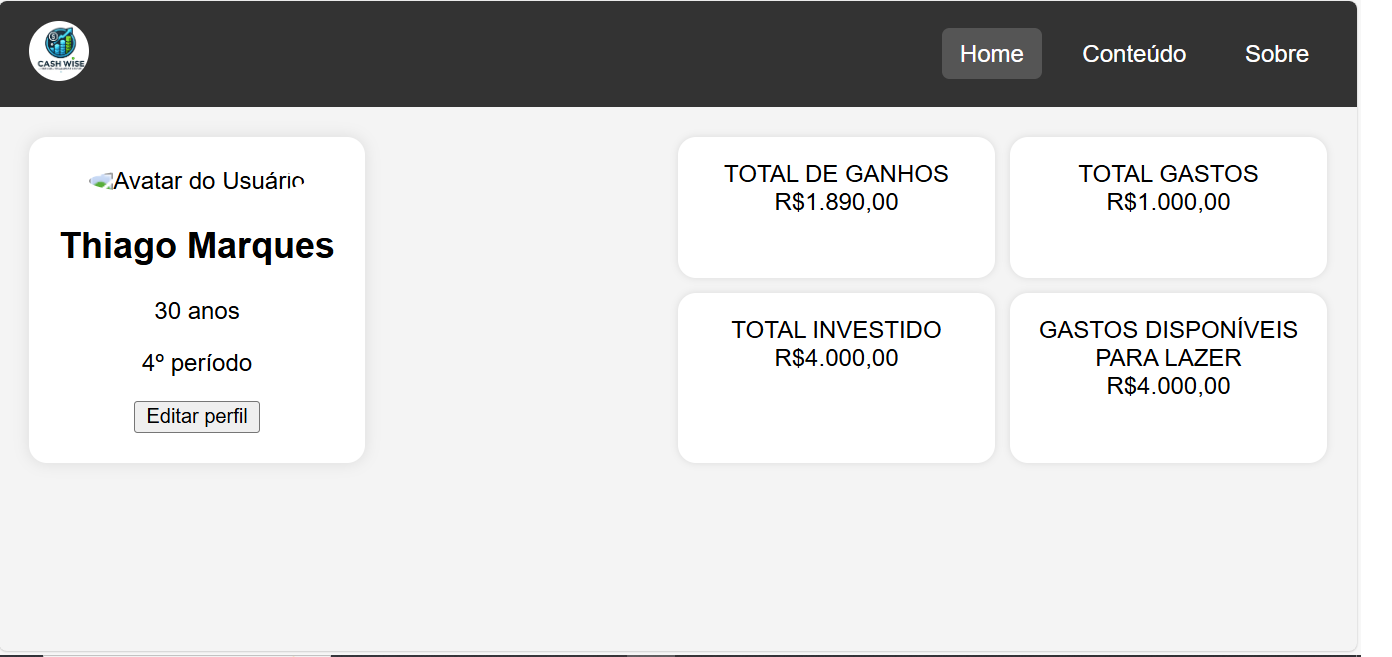 CASH WISE
Home
Conteúdo
Sobre
Avatar do Usuário
Thiago Marques
30 anos
4º período
Editar perfil
TOTAL DE GANHOS
R$1.890,00
TOTAL GASTOS
R$1.000,00
TOTAL INVESTIDO
R$4.000,00
GASTOS DISPONÍVEIS
PARA LAZER
R$4.000,00